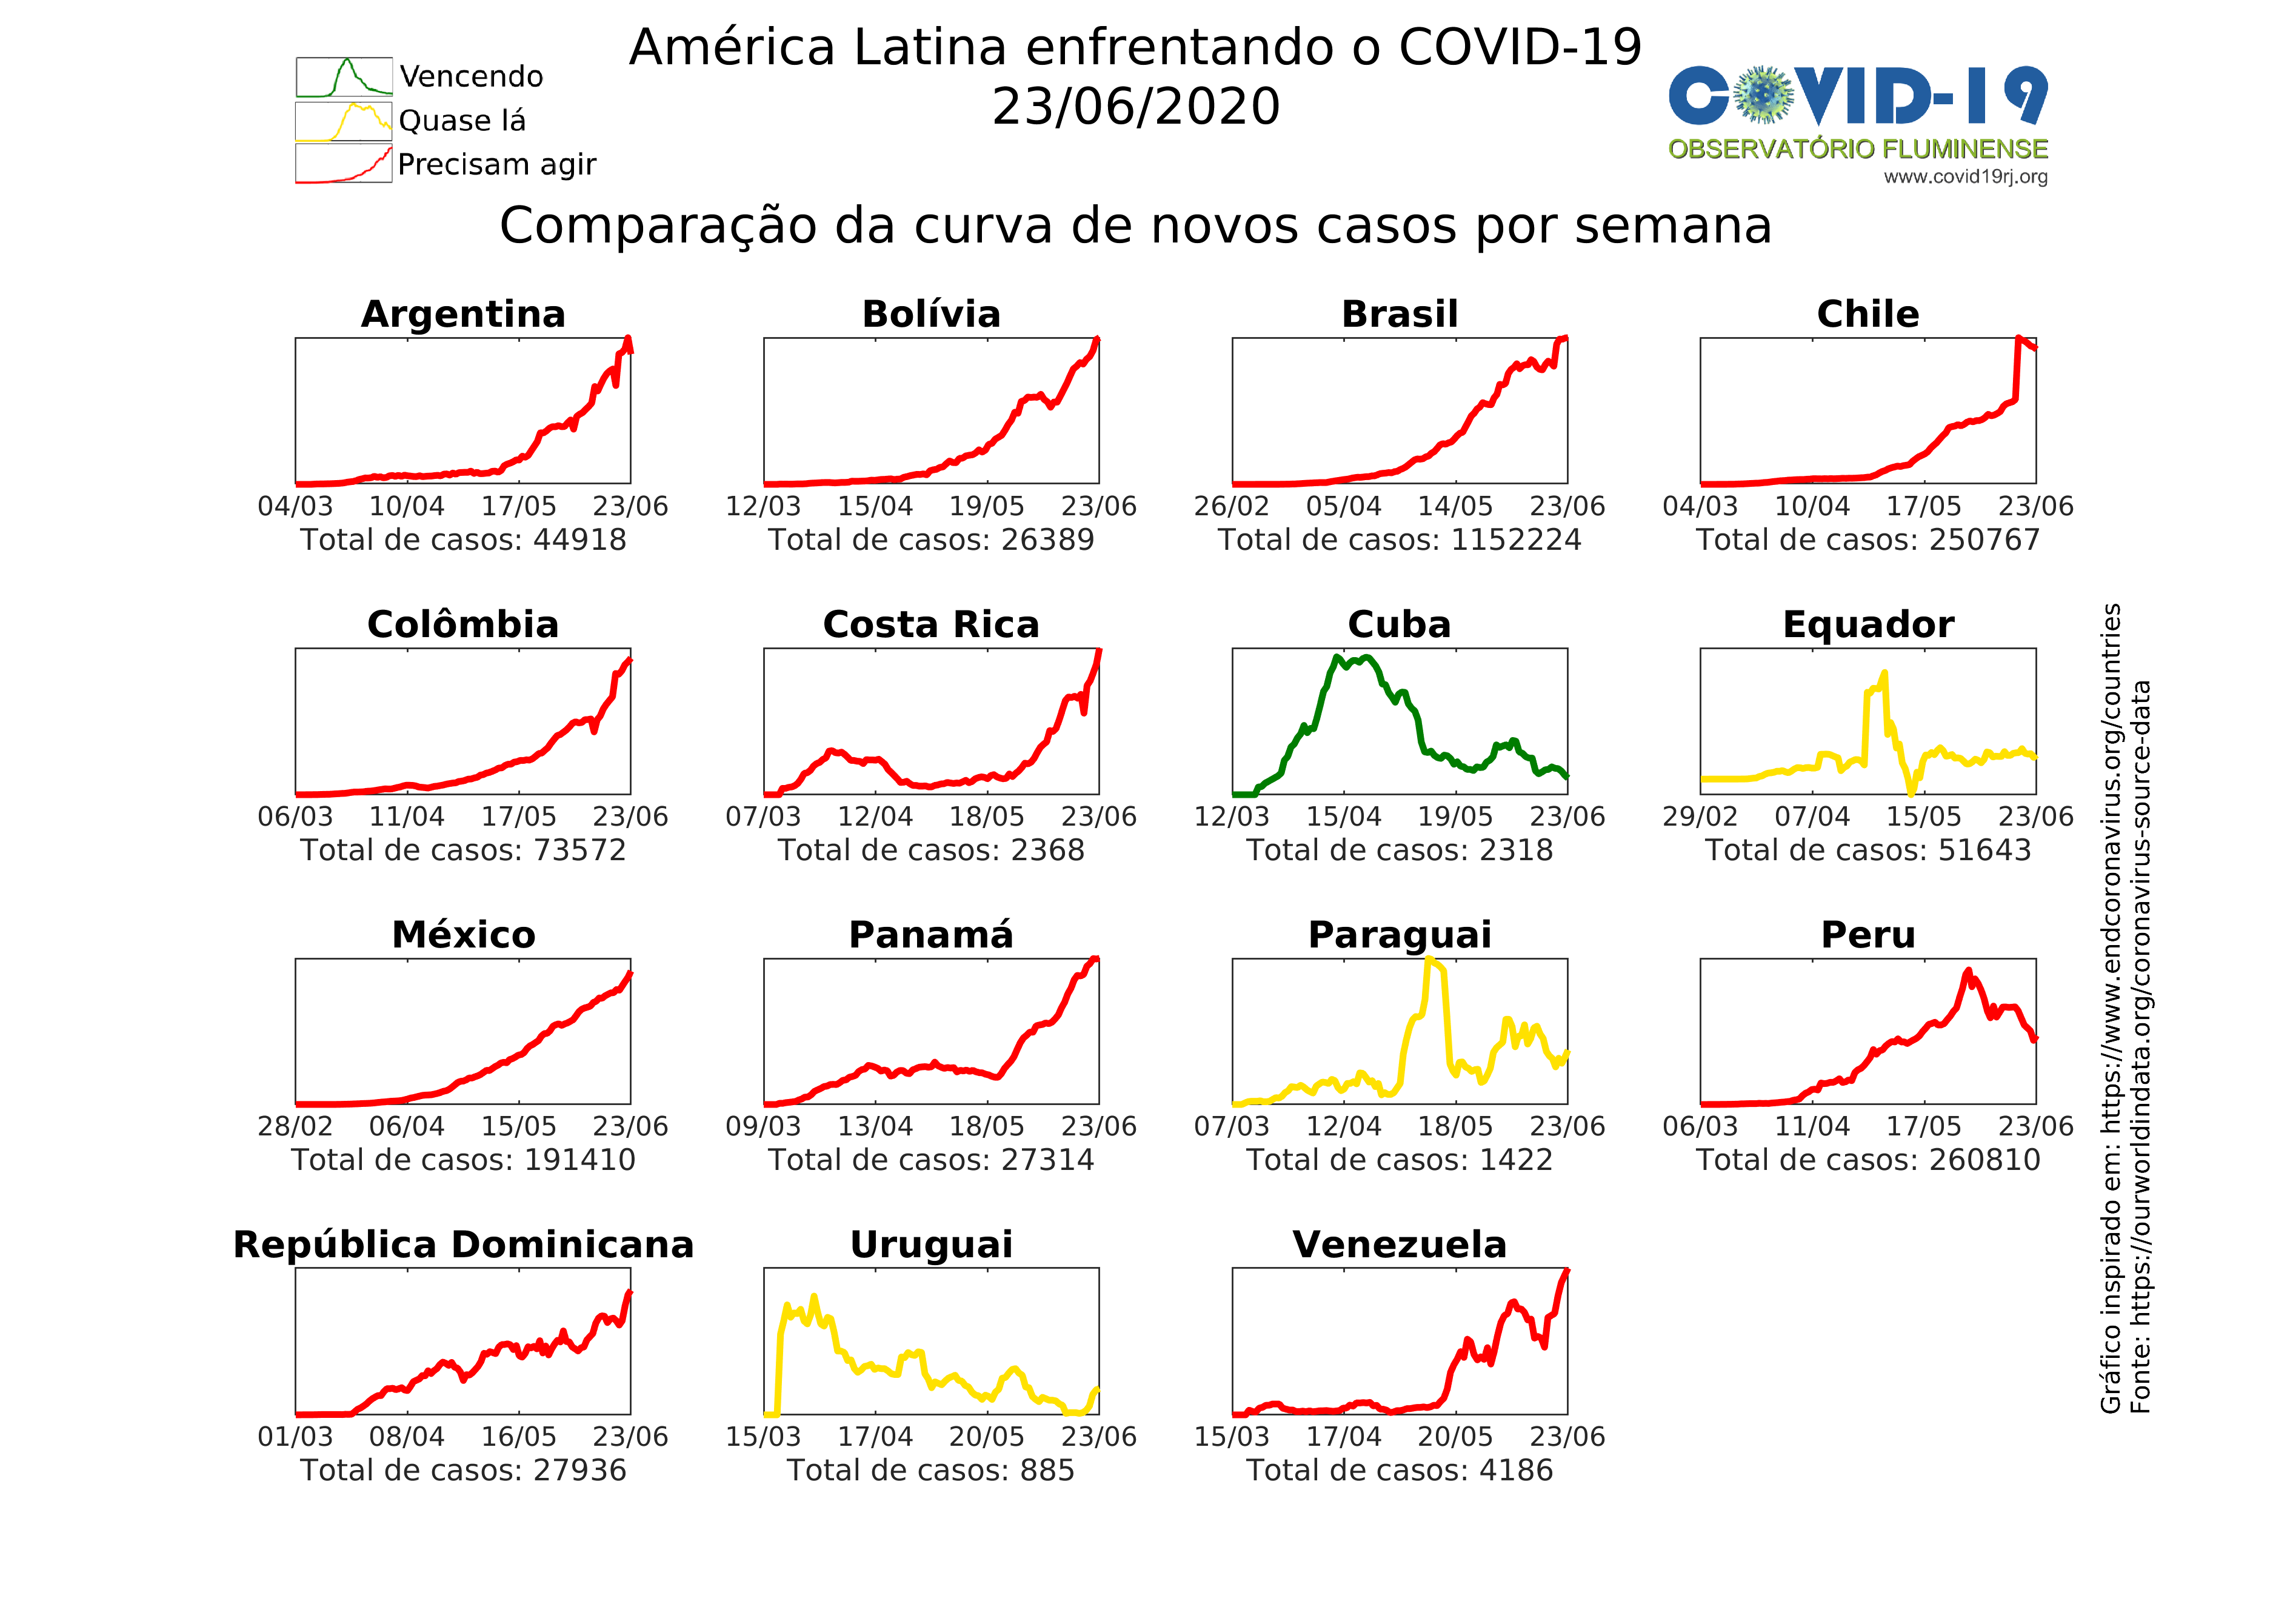 América Latina enfrentando o COVID-19
23/06/2020
Vencendo
Quase lá
Precisam agir
COVID-19
OBSERVATÓRIO FLUMINENSE
www.covid19rj.org
Comparação da curva de novos casos por semana
Argentina
04/03 10/04 17/05 23/06
Total de casos: 44918
Bolívia
12/03 15/04 19/05 23/06
Total de casos: 26389
Brasil
26/02 05/04 14/05 23/06
Total de casos: 1152224
Chile
04/03 10/04 17/05 23/06
Total de casos: 250767
Colômbia
06/03 11/04 17/05 23/06
Total de casos: 73572
Costa Rica
07/03 12/04 18/05 23/06
Total de casos: 2368
Cuba
12/03 15/04 19/05 23/06
Total de casos: 2318
Equador
29/02 07/04 15/05 23/06
Total de casos: 51643
México
28/02 06/04 15/05 23/06
Total de casos: 191410
Panamá
09/03 13/04 18/05 23/06
Total de casos: 27314
Paraguai
07/03 12/04 18/05 23/06
Total de casos: 1422
Peru
06/03 11/04 17/05 23/06
Total de casos: 260810
República Dominicana
01/03 08/04 16/05 23/06
Total de casos: 27936
Uruguai
15/03 17/04 20/05 23/06
Total de casos: 885
Venezuela
15/03 17/04 20/05 23/06
Total de casos: 4186
Gráfico inspirado em: https://www.endcoronavirus.org/countries
Fonte: https://ourworldindata.org/coronavirus-source-data